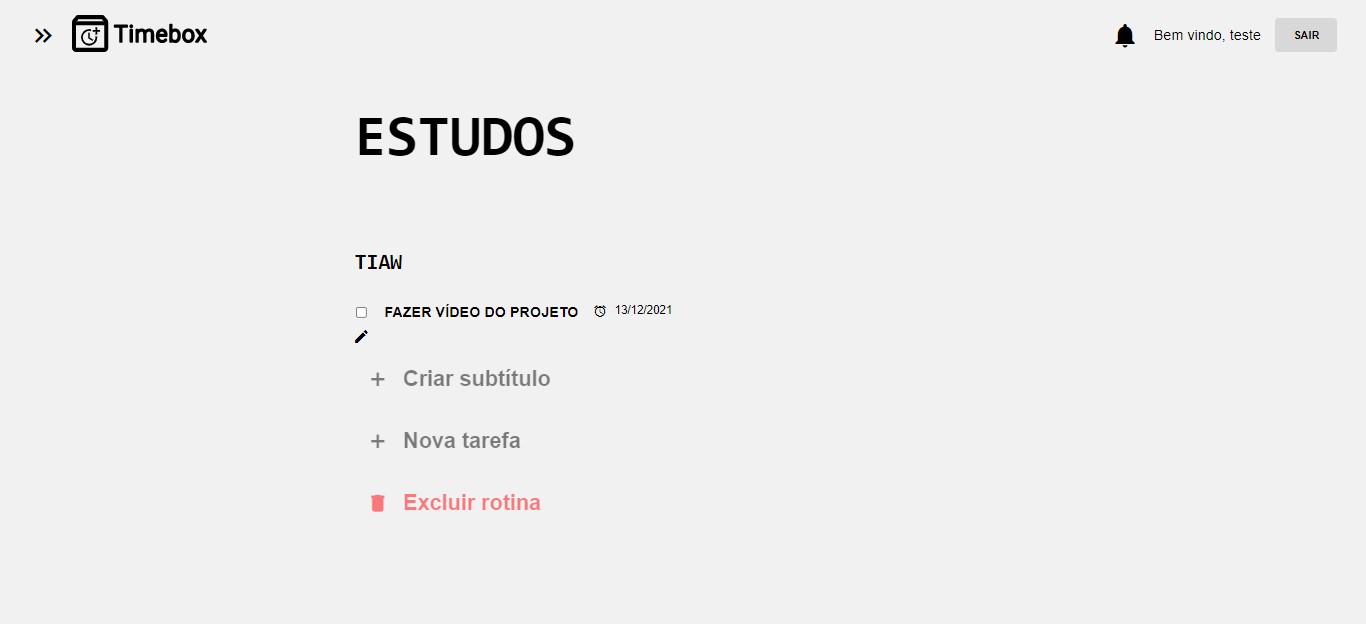 Timebox
Bem vindo, teste
SAIR
ESTUDOS
TIAW
FAZER VÍDEO DO PROJETO 13/12/2021
Criar subtítulo
Nova tarefa
Excluir rotina